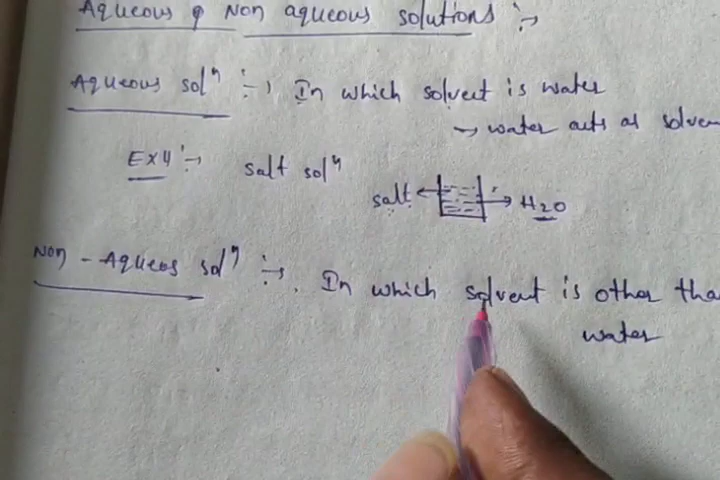 Aqueous & Non aqueous solutions :-
Aqueous solⁿ :- In which solvent is water
→ water acts as solven
Ex :- salt solⁿ
salt ← → H2O
Non - Aqueos solⁿ :- In which solvent is other tha
water